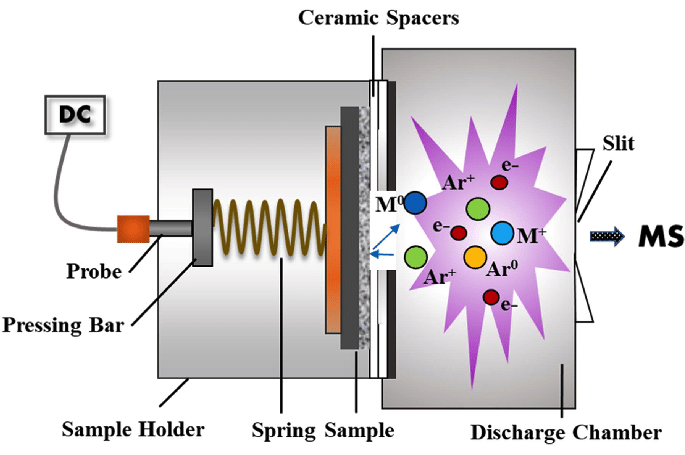 Ceramic Spacers
DC
Slit
e-
Ar+
M0
e-
M+
MS
Probe
Ar+
Ar0
e-
Pressing Bar
Sample Holder
Spring
Sample
Discharge Chamber